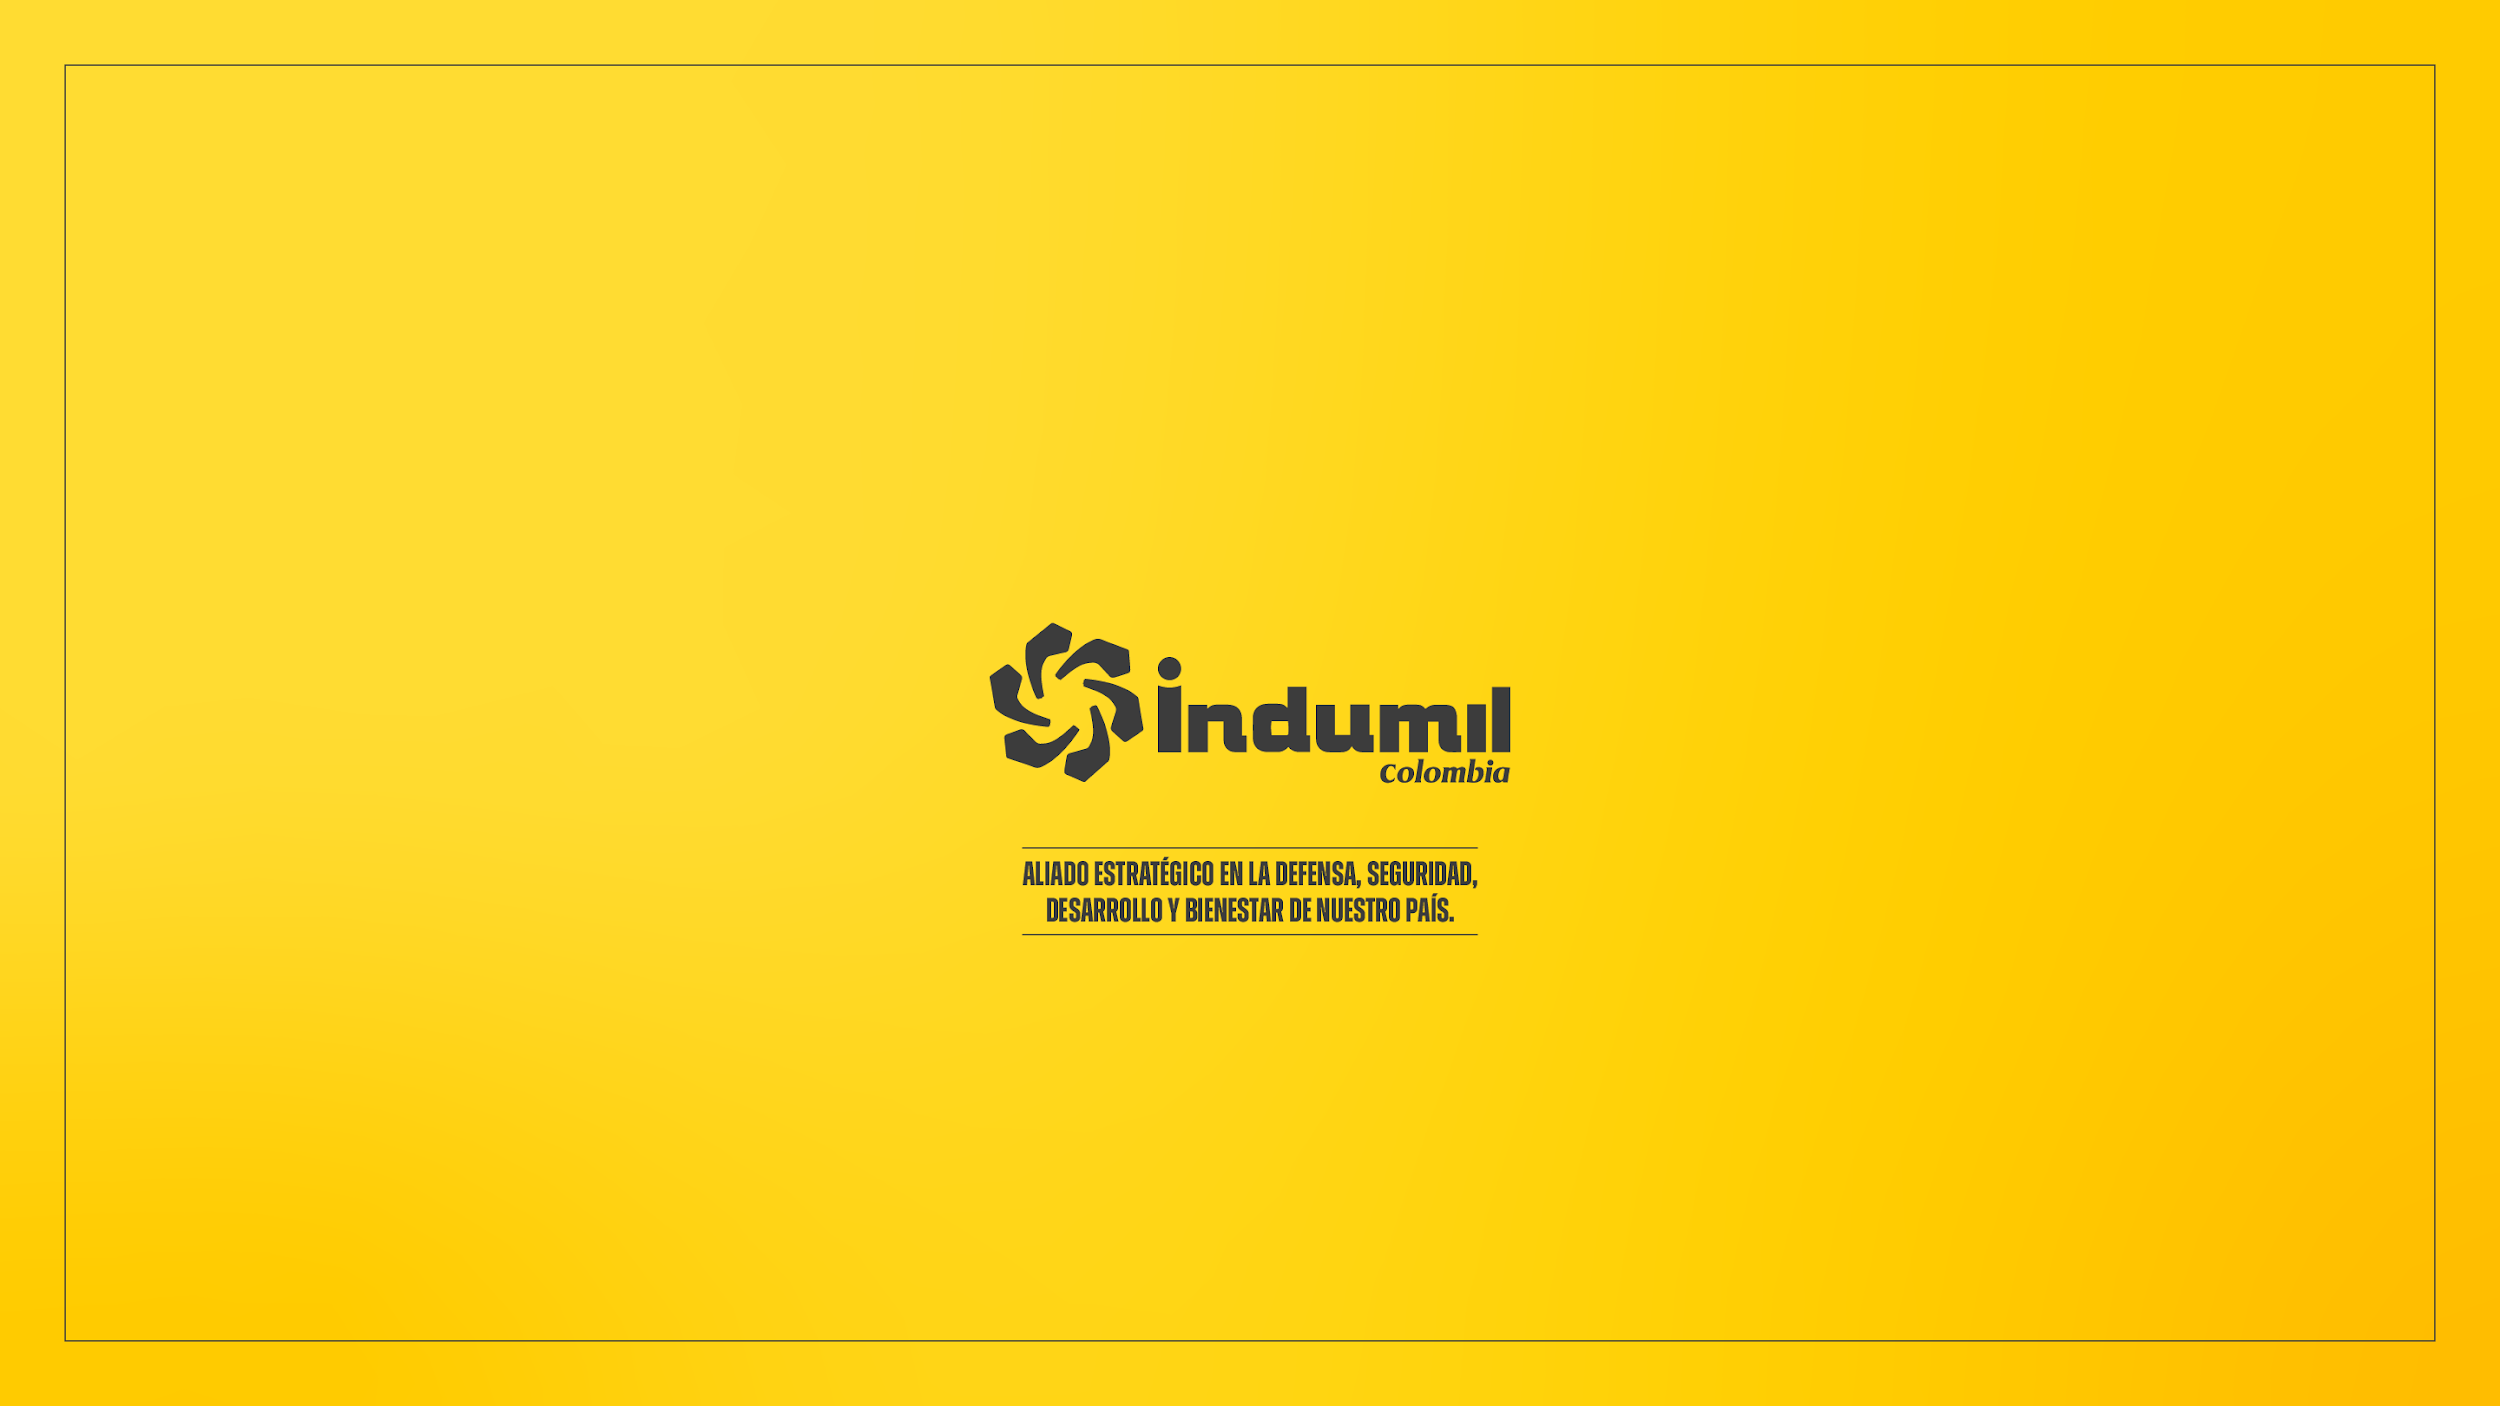 indumil
colombia
ALIADO ESTRATÉGICO EN LA DEFENSA, SEGURIDAD,
DESARROLLO Y BIENESTAR DE NUESTRO PAÍS.